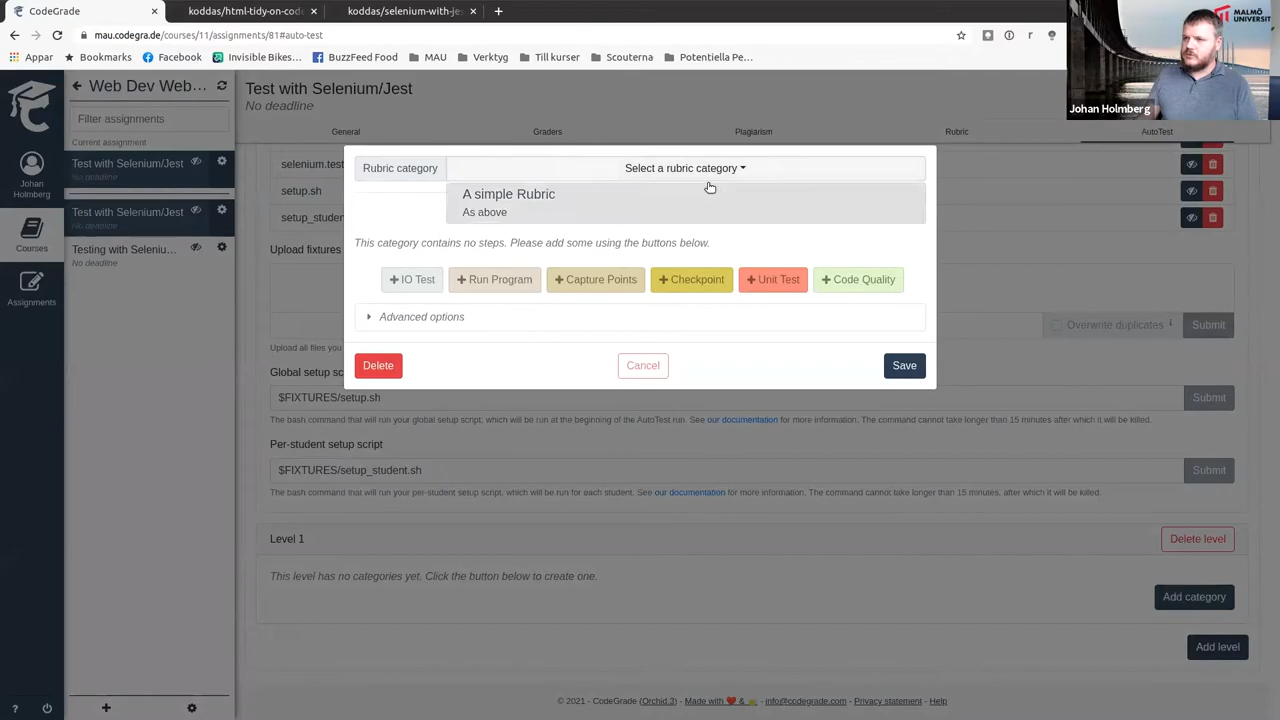 CodeGrade
koddas/html-tidy-on-cod
koddas/selenium-with-jes
mau.codegra.de/courses/11/assignments/81#auto-test
Appar
Bookmarks
Facebook
Invisible Bikes...
BuzzFeed Food
MAU
Verktyg
Till kurser
Scouterna
Potentiella Pe...
MALMÖ
UNIVERSIT
Johan Holmberg
Web Dev Web...
Filter assignments
Current assignment
Test with Selenium/Jest
No deadline
Test with Selenium/Jest
No deadline
Testing with Seleniu...
No deadline
Johan
Holmberg
Courses
Assignments
Test with Selenium/Jest
No deadline
General
Graders
Plagiarism
Rubric
AutoTest
selenium.test
setup.sh
setup_student
Upload fixtures
Rubric category
Select a rubric category
A simple Rubric
As above
This category contains no steps. Please add some using the buttons below.
+ IO Test
+ Run Program
+ Capture Points
+ Checkpoint
+ Unit Test
+ Code Quality
Advanced options
Delete
Cancel
Save
Overwrite duplicates i
Submit
Upload all files you
Global setup sc
$FIXTURES/setup.sh
Submit
The bash command that will run your global setup script, which will be run at the beginning of the AutoTest run. See our documentation for more information. The command cannot take longer than 15 minutes after which it will be killed.
Per-student setup script
$FIXTURES/setup_student.sh
Submit
The bash command that will run your per-student setup script, which will be run for each student. See our documentation for more information. The command cannot take longer than 15 minutes, after which it will be killed.
Level 1
Delete level
This level has no categories yet. Click the button below to create one.
Add category
Add level
© 2021 - CodeGrade (Orchid.3)
Made with ❤️ &
info@codegrade.com
Privacy statement
Help